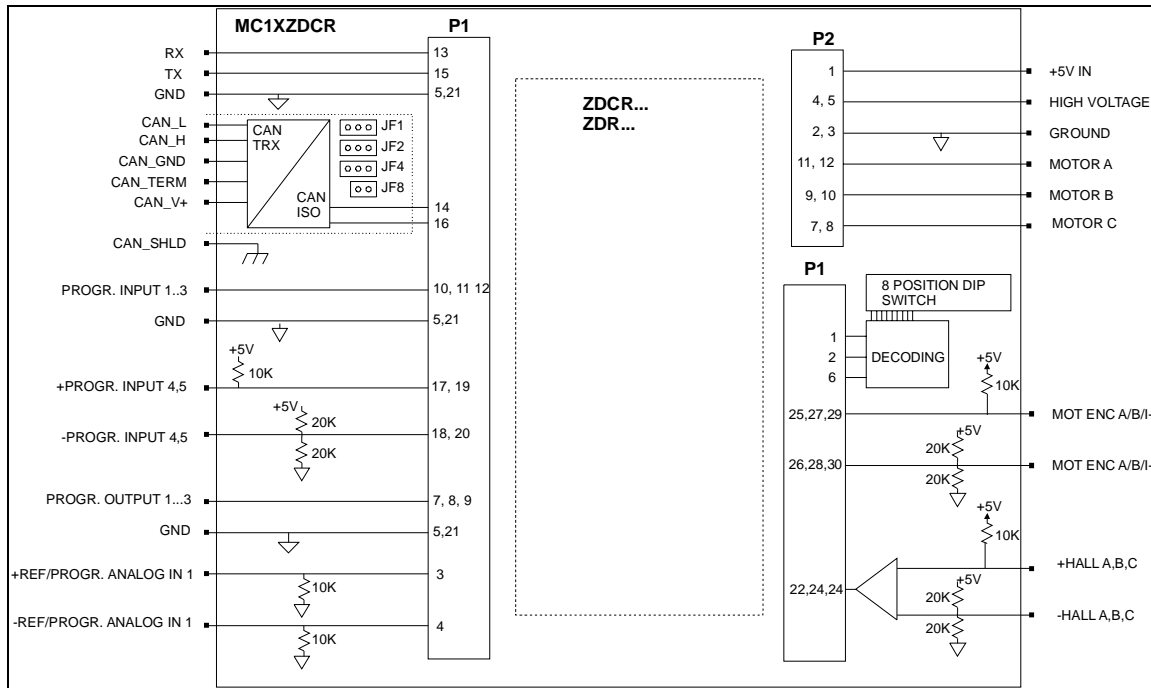 MC1XZDCR
P1
RX
13
TX
15
GND
5,21
CAN_L
CAN_H
CAN_GND
CAN_TERM
CAN_V+
CAN
TRX
CAN
ISO
JF1
JF2
JF4
JF8
14
16
CAN_SHLD
PROGR. INPUT 1..3
10, 11 12
GND
5,21
+5V
10K
+PROGR. INPUT 4,5
17, 19
+5V
20K
-PROGR. INPUT 4,5
18, 20
20K
PROGR. OUTPUT 1...3
7, 8, 9
GND
5,21
+REF/PROGR. ANALOG IN 1
3
10K
-REF/PROGR. ANALOG IN 1
4
10K
ZDCR...
ZDR...
P2
1
+5V IN
4, 5
HIGH VOLTAGE
2, 3
GROUND
11, 12
MOTOR A
9, 10
MOTOR B
7, 8
MOTOR C
P1
8 POSITION DIP
SWITCH
1
2
6
DECODING
+5V
10K
25,27,29
MOT ENC A/B/I-
+5V
20K
26,28,30
MOT ENC A/B/I-
20K
+5V
10K
+HALL A,B,C
22,24,24
+5V
20K
-HALL A,B,C
20K